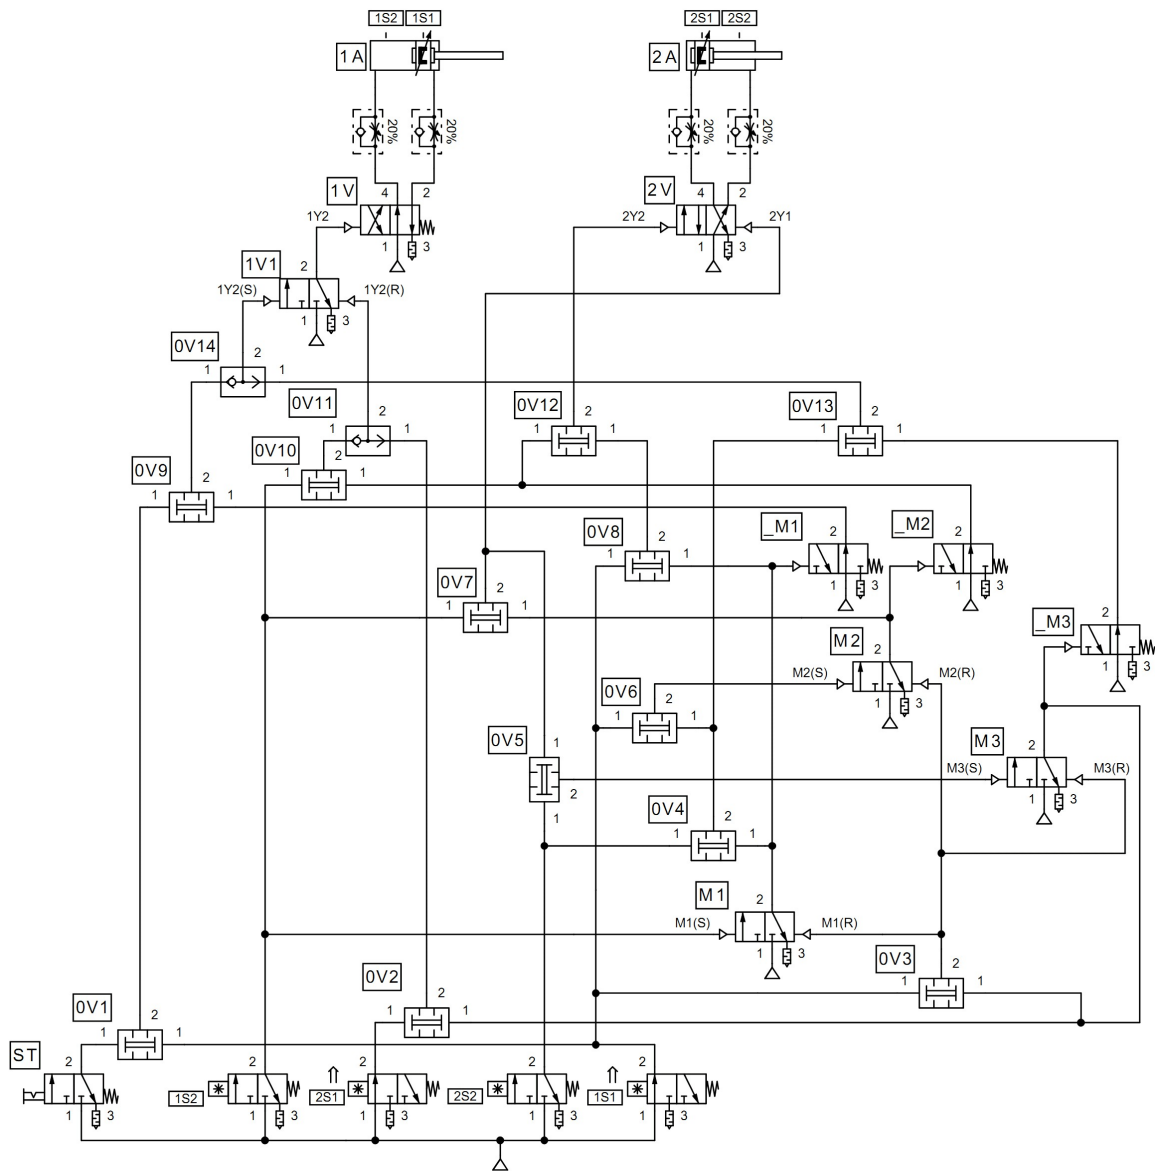 1S2 1S1 2S1 2S2
1A 2A
20% 20% 20% 20%
1V 4 2 2V 4 2
1Y2 2Y2 2Y1
1 3 1 3
1V1 2
1Y2(S) 1Y2(R)
1 3
0V14 2
1 1
0V11 2 0V12 2 0V13 2
1 1 1 1 1 1
0V10 2
1 1
0V9 2
1 1
0V8 2 _M1 2 _M2 2
1 1 1 3 1 3
0V7 2
1 1
_M3 2
1 3
M2 2
M2(S) M2(R)
1 3
0V6 2
1 1
0V5 1
2
1
M3 2
M3(S) M3(R)
1 3
0V4 2
1 1
M1 2
M1(S) M1(R)
1 3
0V3 2
1 1
0V2 2
1 1
0V1 2
1 1
ST 2 2 2 2 2
1S2 2S1 2S2 1S1
1 3 1 3 1 3 1 3 1 3